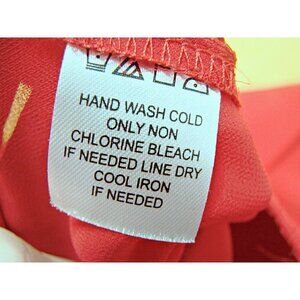 HAND WASH COLD
ONLY NON
CHLORINE BLEACH
IF NEEDED LINE DRY
COOL IRON
IF NEEDED